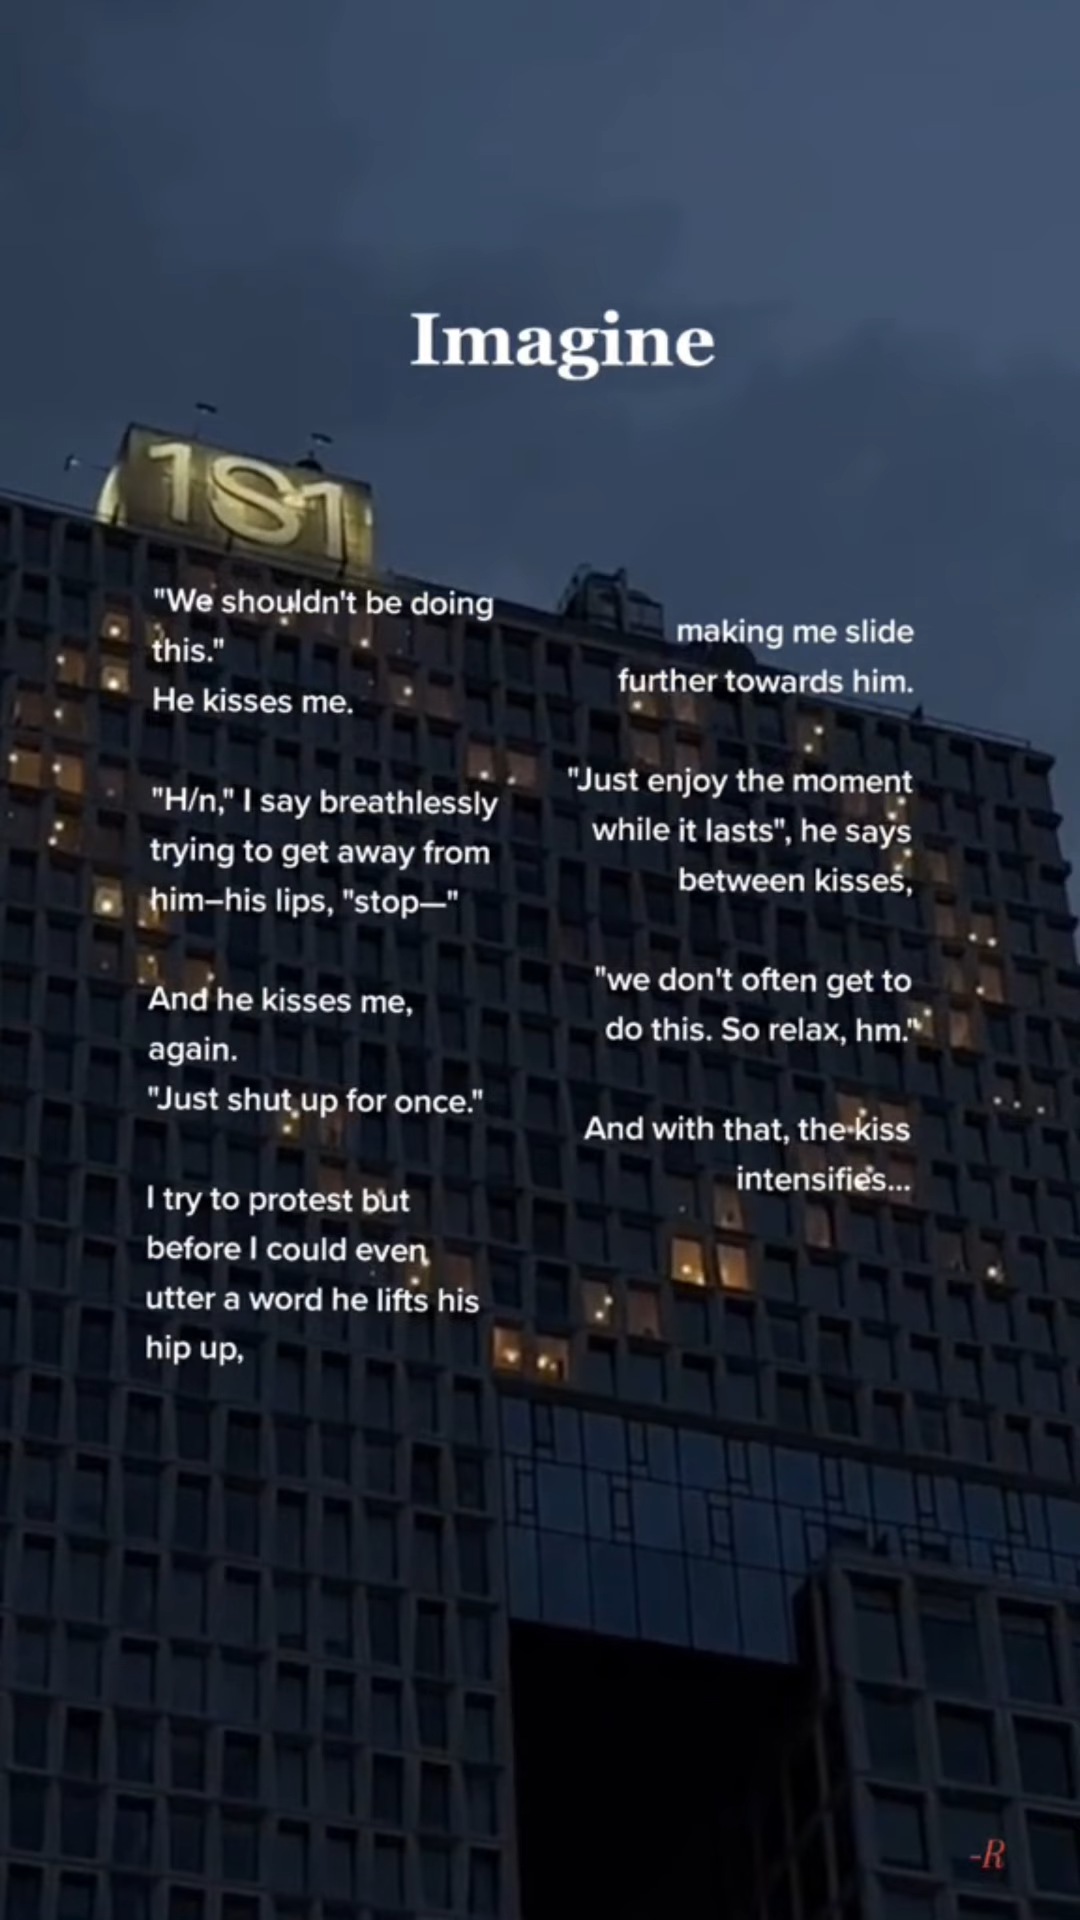 Imagine
1S1
"We shouldn't be doing
this."
He kisses me.
"H/n," I say breathlessly
trying to get away from
him—his lips, "stop—"
And he kisses me,
again.
"Just shut up for once."
I try to protest but
before I could even
utter a word he lifts his
hip up,
making me slide
further towards him.
"Just enjoy the moment
while it lasts", he says
between kisses,
"we don't often get to
do this. So relax, hm."
And with that, the kiss
intensifies...
-R